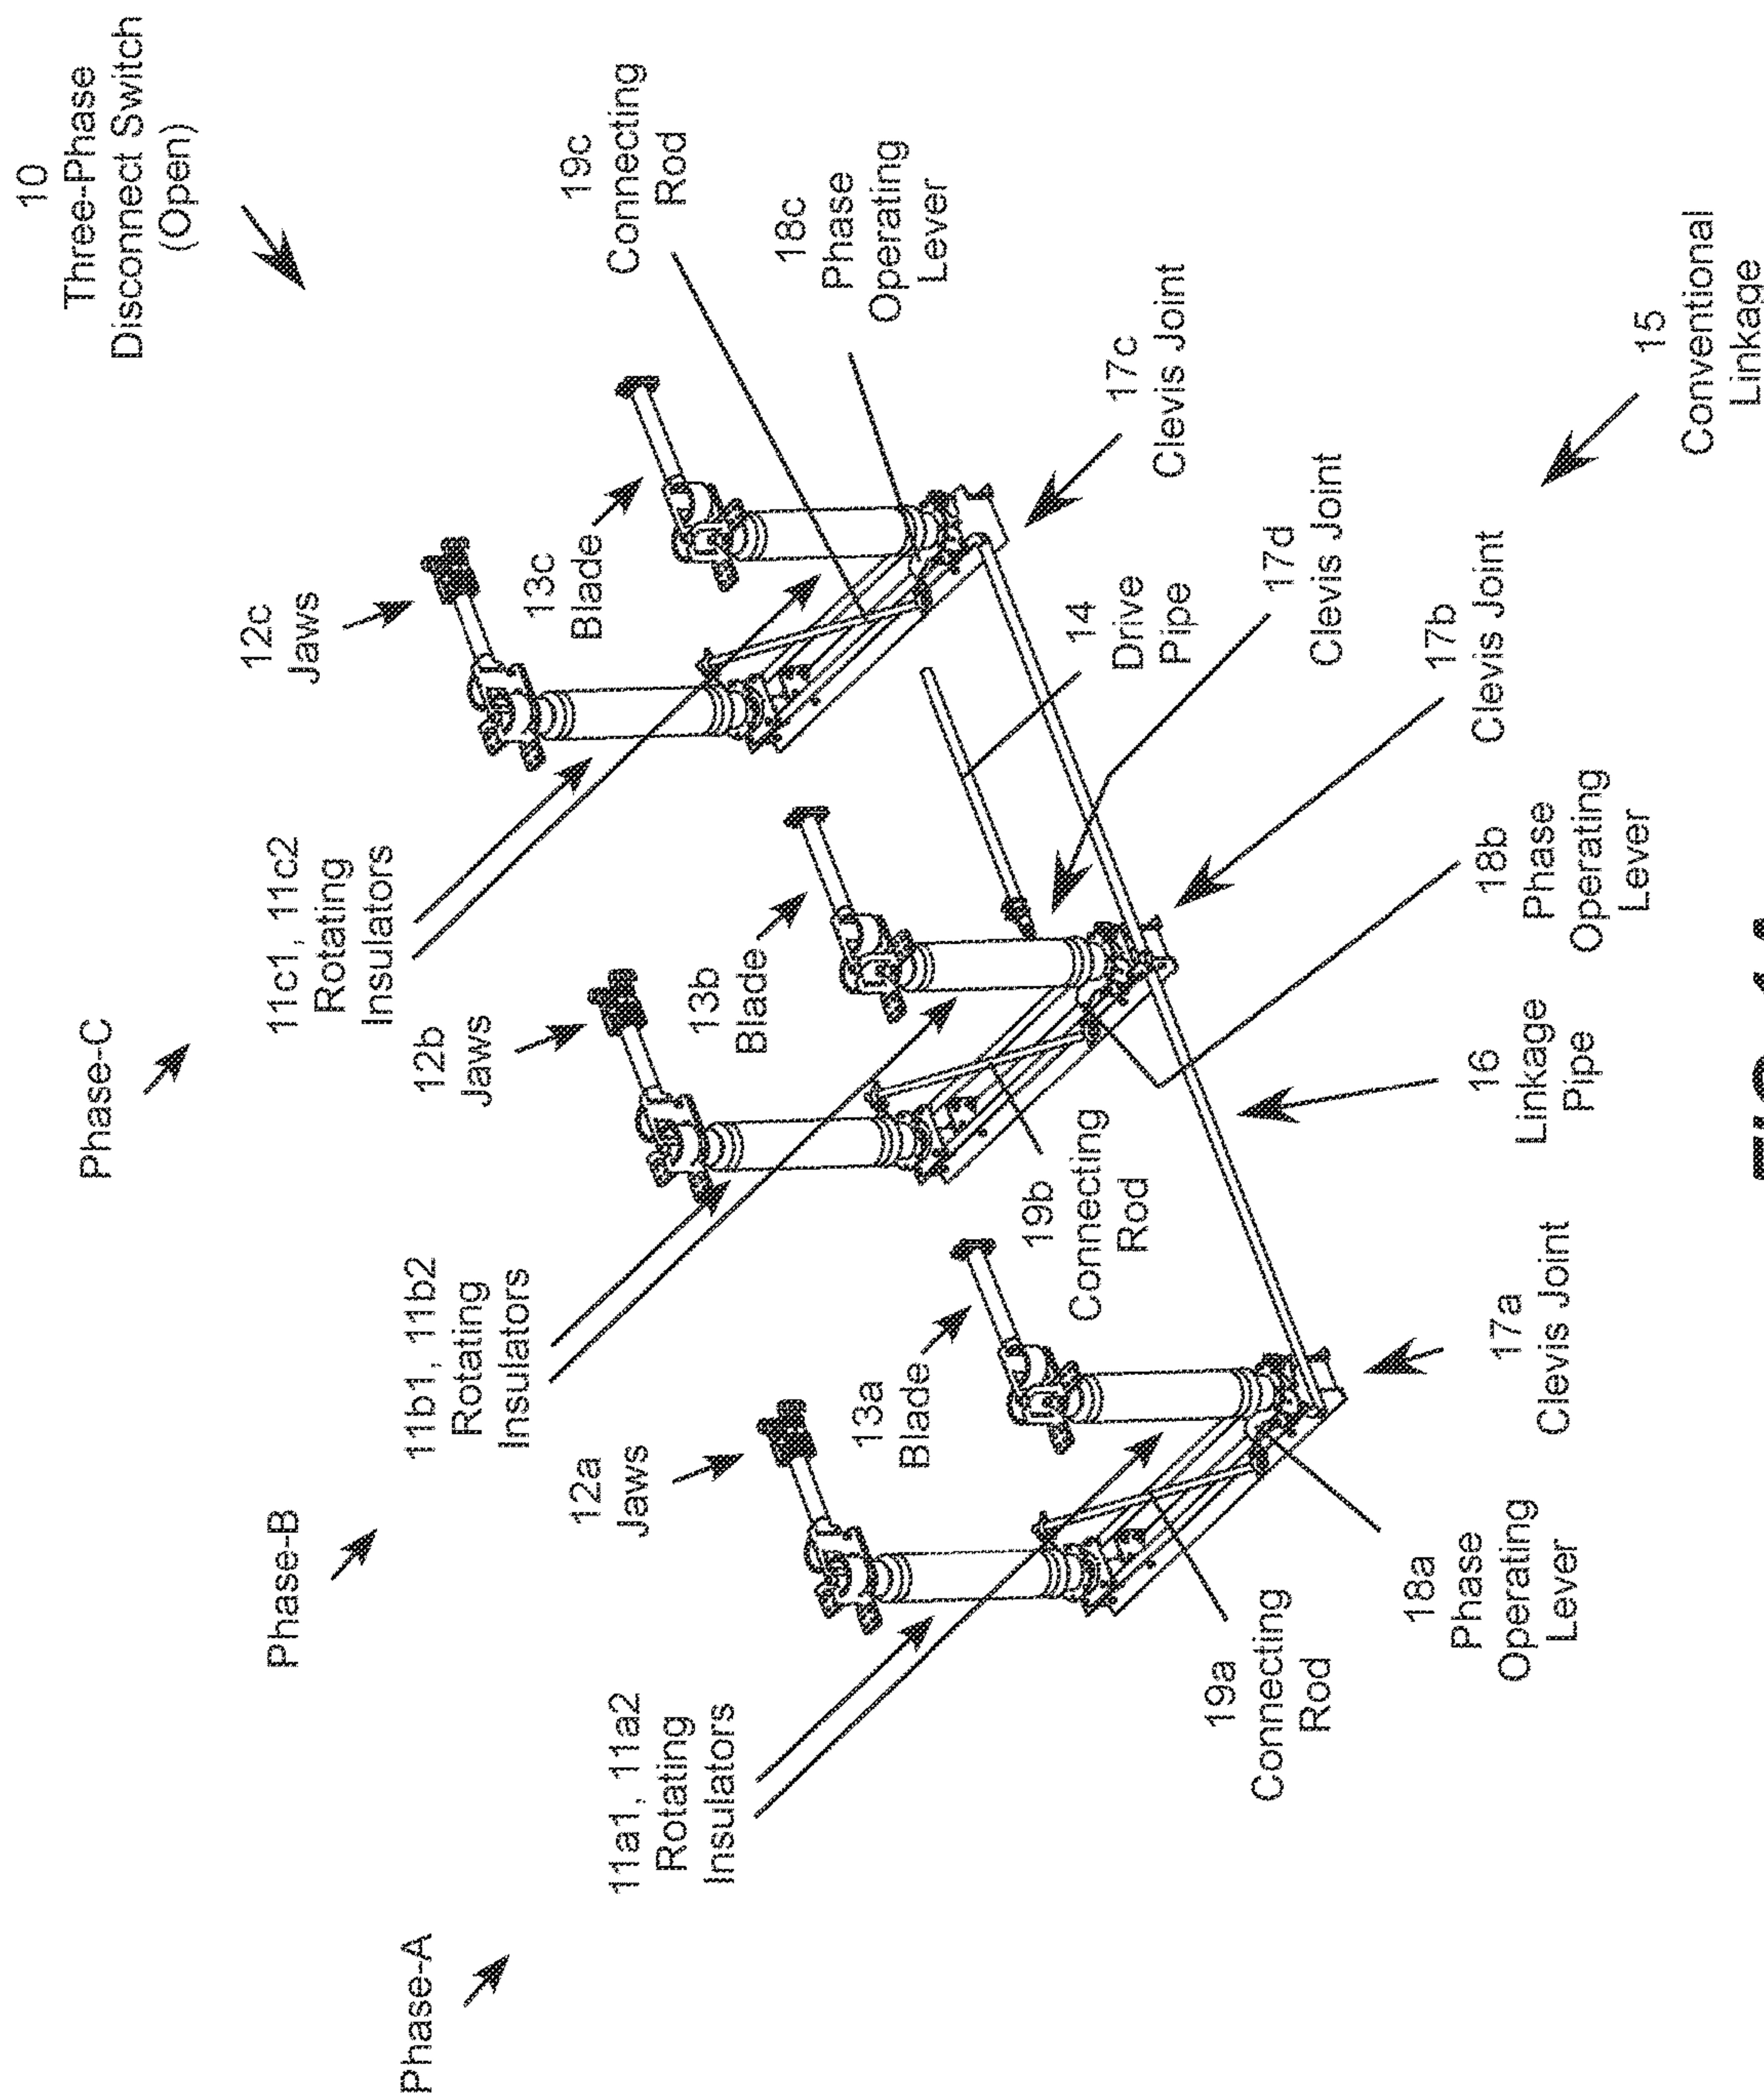 10
Three-Phase
Disconnect Switch
(Open)
Phase-C
Phase-B
Phase-A
11c1, 11c2
Rotating
Insulators
12c
Jaws
13c
Blade
19c
Connecting
Rod
18c
Phase
Operating
Lever
17c
Clevis Joint
11b1, 11b2
Rotating
Insulators
12b
Jaws
13b
Blade
14
Drive
Pipe
17d
Clevis Joint
17b
Clevis Joint
11a1, 11a2
Rotating
Insulators
12a
Jaws
13a
Blade
19b
Connecting
Rod
18b
Phase
Operating
Lever
16
Linkage
Pipe
19a
Connecting
Rod
18a
Phase
Operating
Lever
17a
Clevis Joint
15
Conventional
Linkage